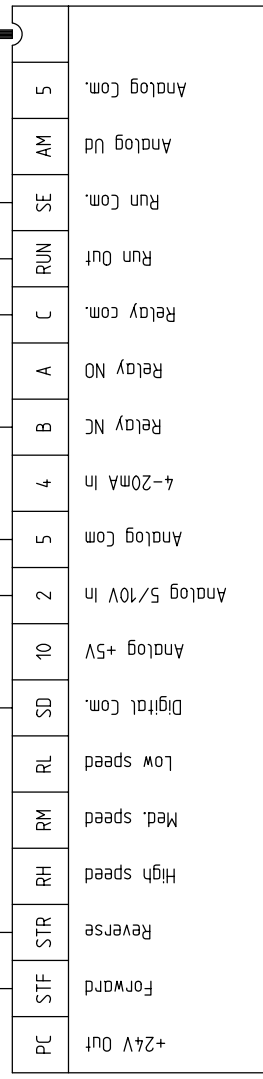 5 Analog Com.
AM Analog Ud
SE Run Com.
RUN Run Out
C Relay com.
A Relay NO
B Relay NC
4 4-20mA In
5 Analog Com
2 Analog 5/10V In
10 Analog +5V
SD Digital Com.
RL Low speed
RM Med. speed
RH High speed
STR Reverse
STF Forward
PC +24V Out